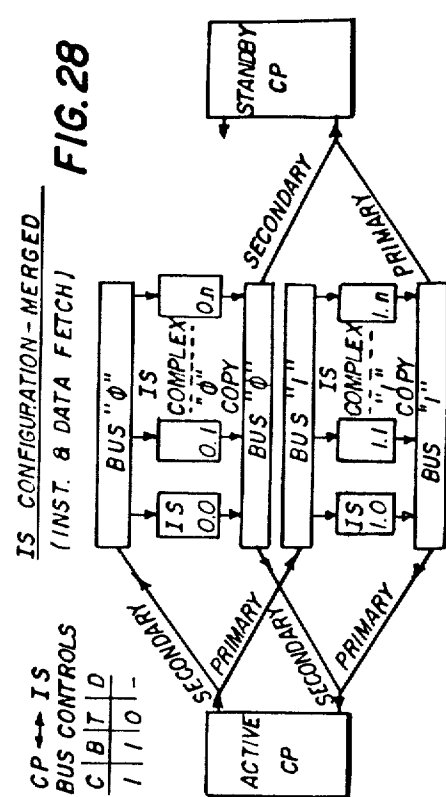 IS CONFIGURATION-MERGED
(INST. & DATA FETCH)
FIG.28
CP ↔ IS
BUS CONTROLS
C | B | T | D
1 | 1 | 0 | -
ACTIVE
CP
SECONDARY
PRIMARY
SECONDARY
PRIMARY
BUS "φ"
IS
0.0
0.1
IS
COMPLEX
"φ"
COPY
0.n
BUS "φ"
BUS "1"
IS
1.0
1.1
IS
COMPLEX
"1"
COPY
1.n
BUS "1"
SECONDARY
PRIMARY
STANDBY
CP